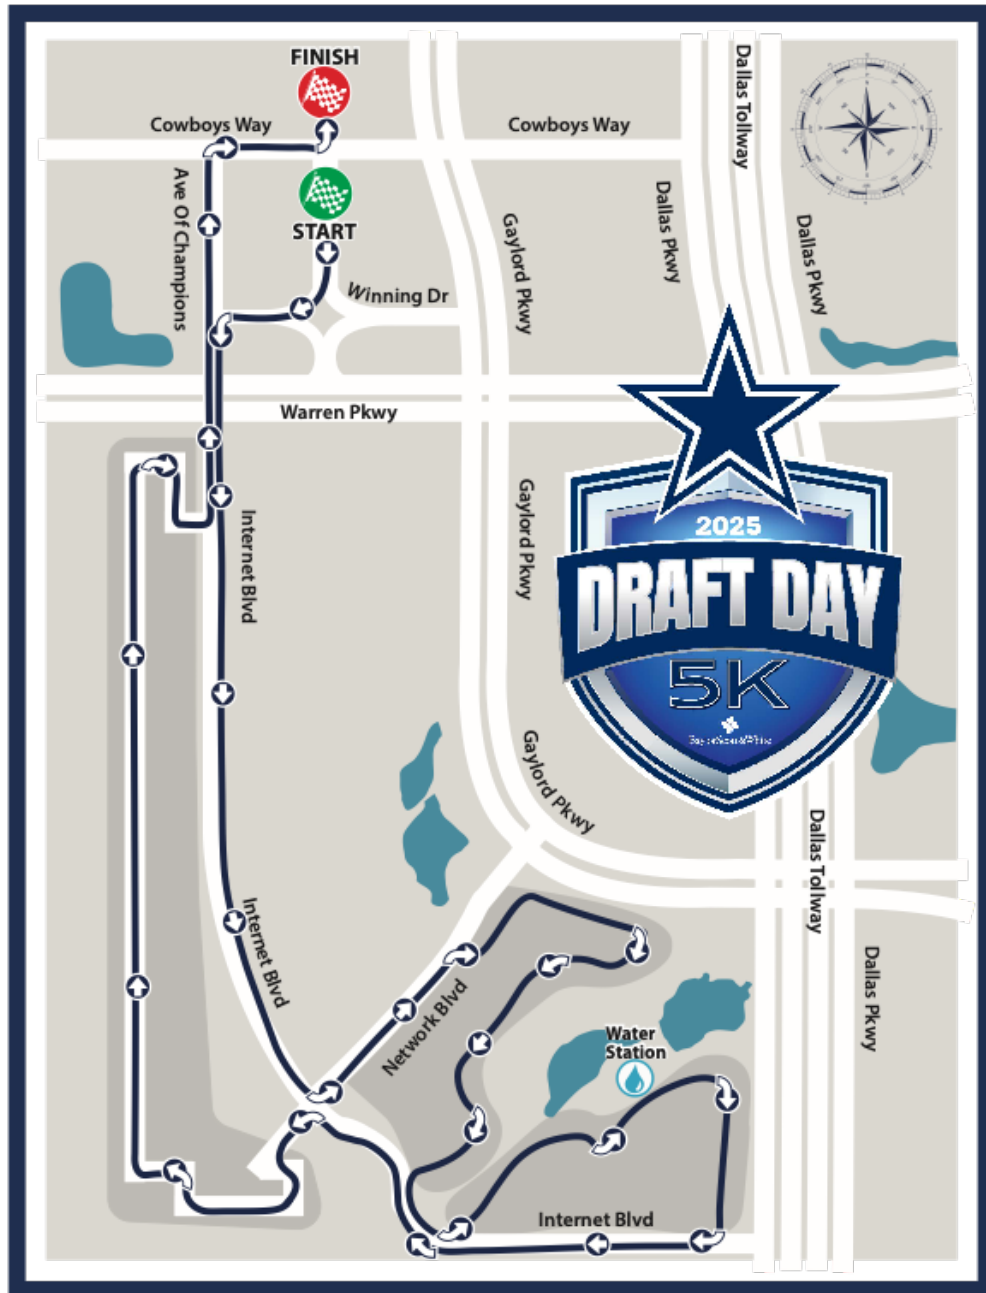 FINISH
Cowboys Way
Cowboys Way
Dallas Tollway
START
Ave Of Champions
Winning Dr
Gaylord Pkwy
Dallas Pkwy
Dallas Pkwy
Warren Pkwy
Internet Blvd
Gaylord Pkwy
2025
DRAFT DAY
5K
BaylorScott&White
Gaylord Pkwy
Dallas Tollway
Internet Blvd
Network Blvd
Dallas Pkwy
Water
Station
Internet Blvd